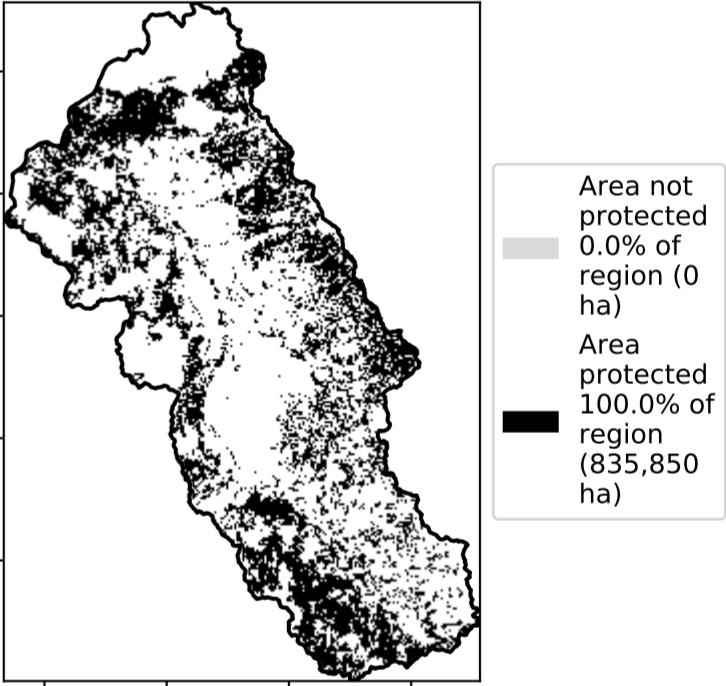 Area not
protected
0.0% of
region (0
ha)
Area
protected
100.0% of
region
(835,850
ha)